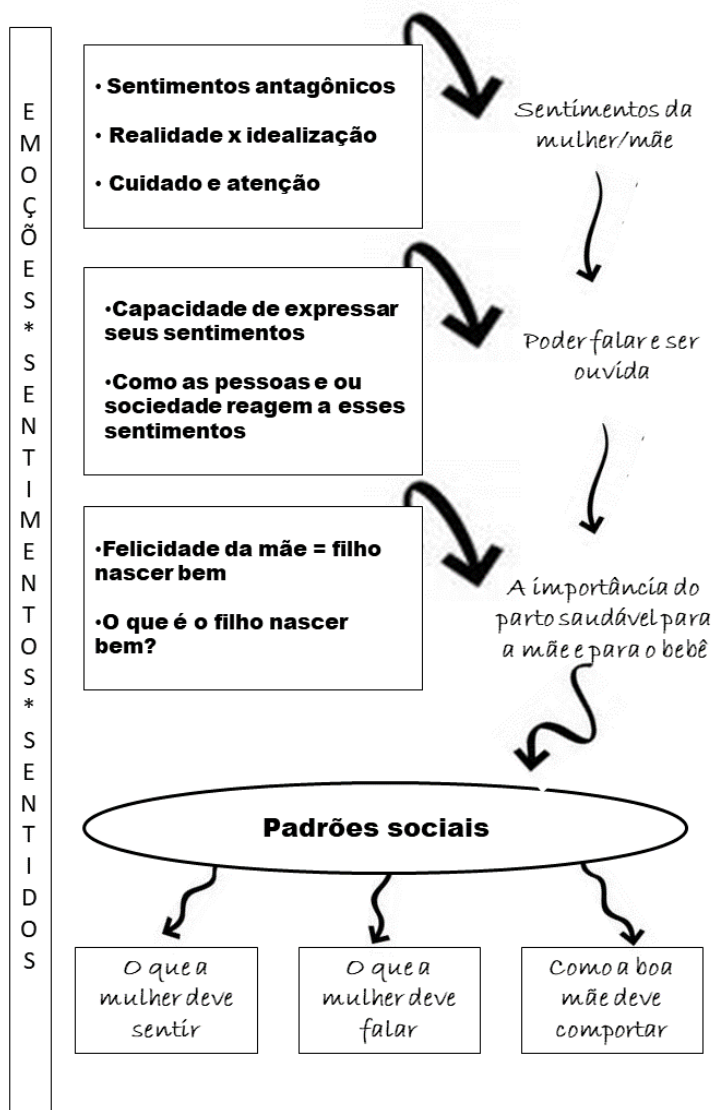 EMOÇÕES*SENTIMENTOS*SENTIDOS
• Sentimentos antagônicos
• Realidade x idealização
• Cuidado e atenção
Sentimentos da
mulher/mãe
•Capacidade de expressar
seus sentimentos
•Como as pessoas e ou
sociedade reagem a esses
sentimentos
Poder falar e ser
ouvida
•Felicidade da mãe = filho
nascer bem
•O que é o filho nascer
bem?
A importância do
parto saudável para
a mãe e para o bebê
Padrões sociais
O que a
mulher deve
sentir
O que a
mulher deve
falar
Como a boa
mãe deve
comportar